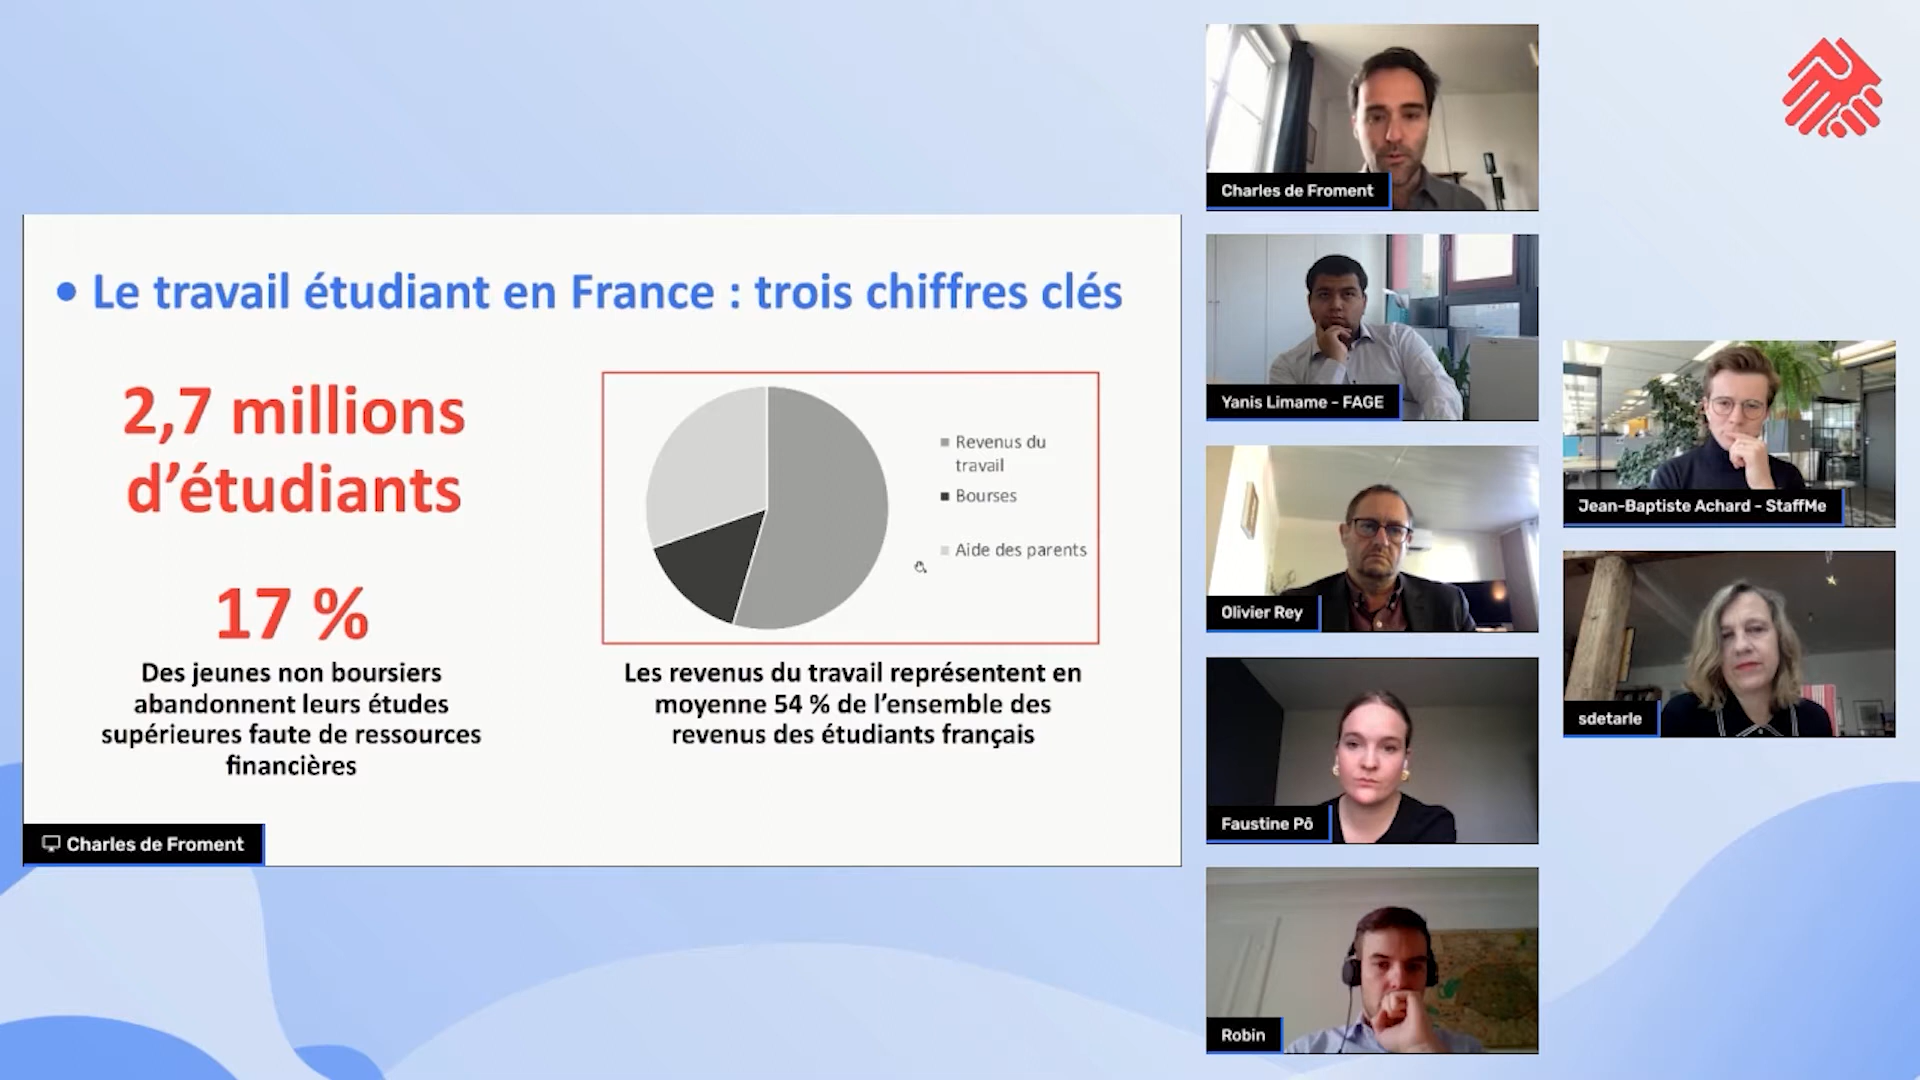 • Le travail étudiant en France : trois chiffres clés
2,7 millions
d’étudiants
17 %
Des jeunes non boursiers
abandonnent leurs études
supérieures faute de ressources
financières
Revenus du
travail
Bourses
Aide des parents
Les revenus du travail représentent en
moyenne 54 % de l’ensemble des
revenus des étudiants français
Charles de Froment
Charles de Froment
Yanis Limame - FAGE
Olivier Rey
Faustine Pô
Robin
Jean-Baptiste Achard - StaffMe
sdetarle